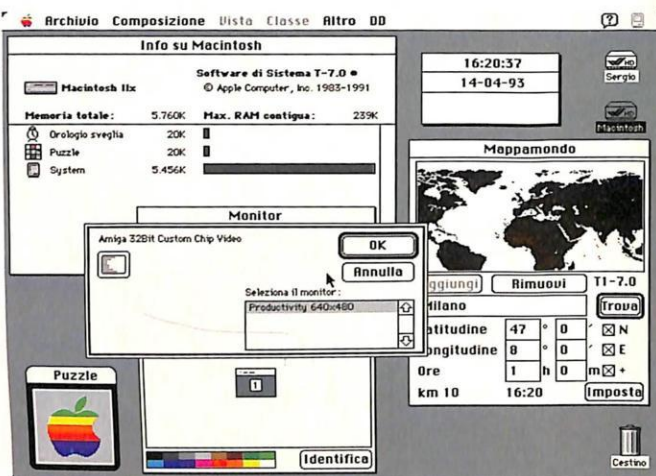 Archivio Composizione Vista Classe Altro DD
Info su Macintosh
Macintosh IIx
Software di Sistema T-7.0 •
© Apple Computer, Inc. 1983-1991
Memoria totale: 5.760K Max. RAM contigua: 239K
Orologio sveglia 20K
Puzzle 20K
System 5.456K
16:20:37
14-04-93
HD
Sergio
HD
Macintosh
Mappamondo
ggiungi Rimuovi T1-7.0
Milano Trova
atitudine 47 ° 0 ′ N
ongitudine 8 ° 0 ′ E
Ore 1 h 0 m +
km 10 16:20 Imposta
Monitor
Amiga 32Bit Custom Chip Video
OK
Annulla
Seleziona il monitor:
Productivity 640x480
1
Identifica
Puzzle
Cestino